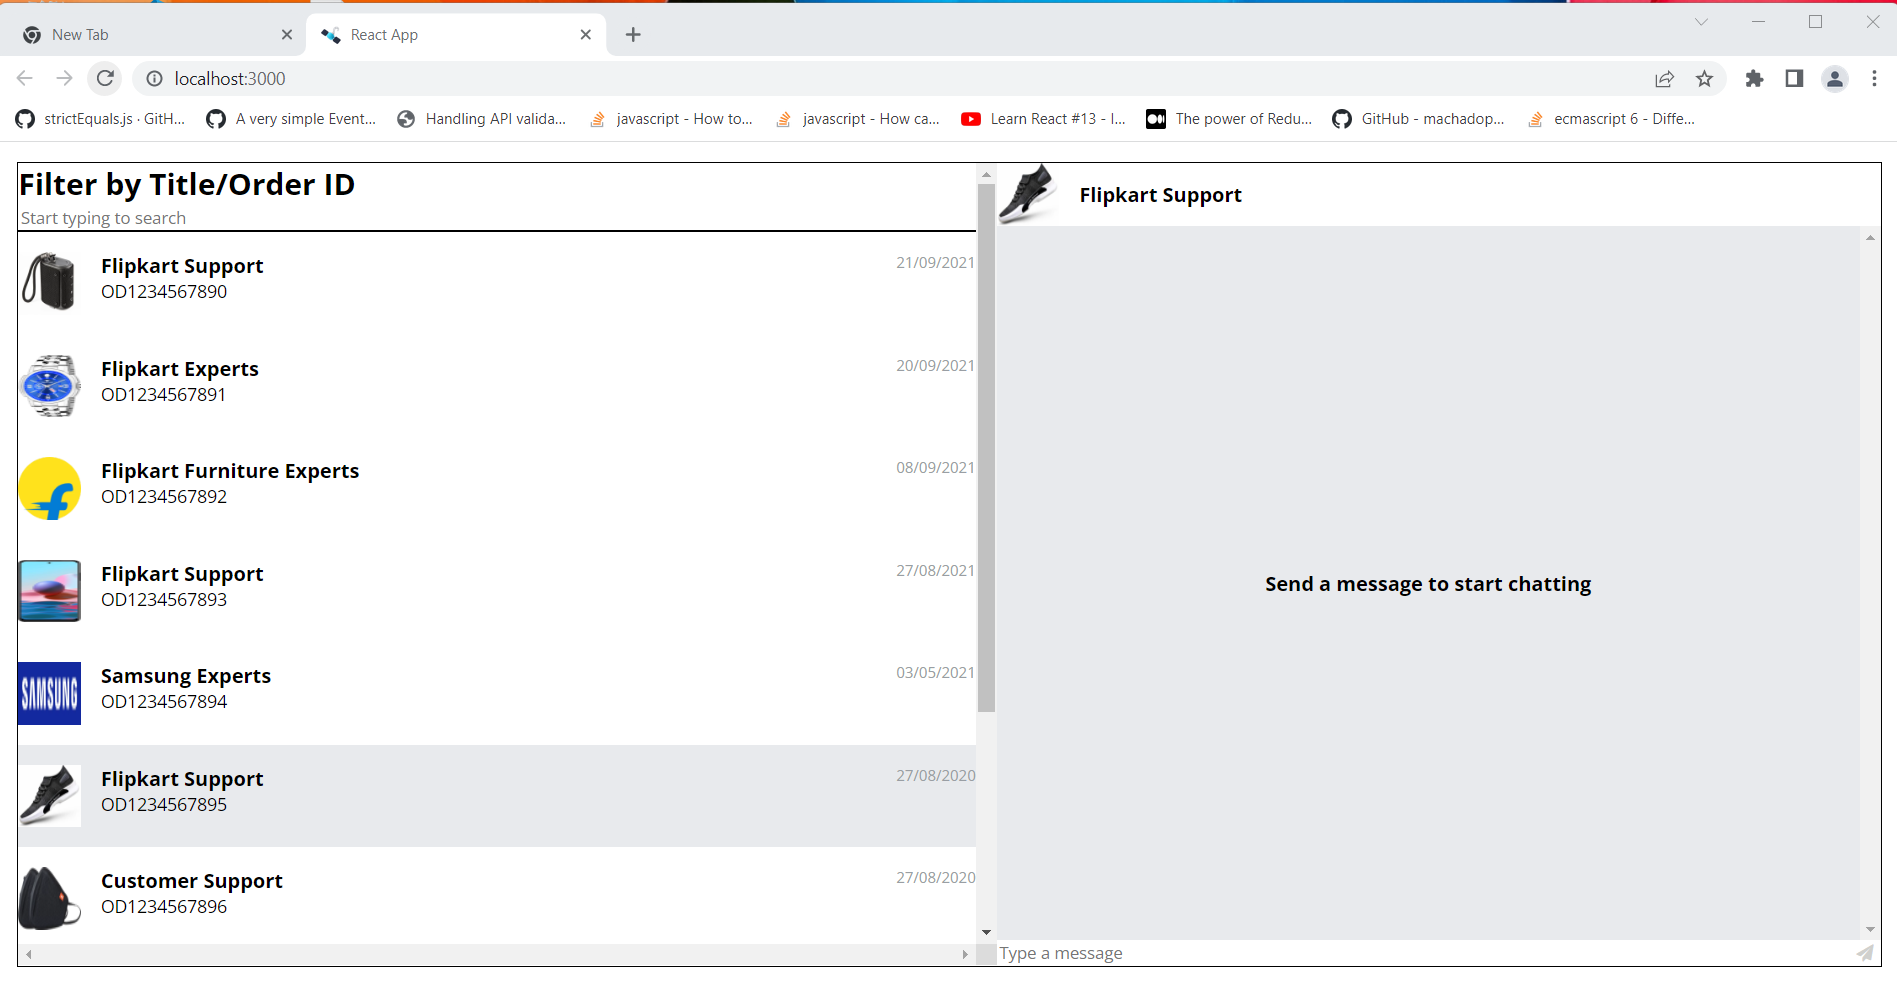 New Tab
React App
localhost:3000
strictEquals.js · GitH...
A very simple Event...
Handling API valida...
javascript - How to...
javascript - How ca...
Learn React #13 - I...
The power of Redu...
GitHub - machadop...
ecmascript 6 - Diffe...
Filter by Title/Order ID
Start typing to search
Flipkart Support
21/09/2021
OD1234567890
Flipkart Experts
20/09/2021
OD1234567891
Flipkart Furniture Experts
08/09/2021
OD1234567892
Flipkart Support
27/08/2021
OD1234567893
SAMSUNG
Samsung Experts
03/05/2021
OD1234567894
Flipkart Support
27/08/2020
OD1234567895
Customer Support
27/08/2020
OD1234567896
Flipkart Support
Send a message to start chatting
Type a message